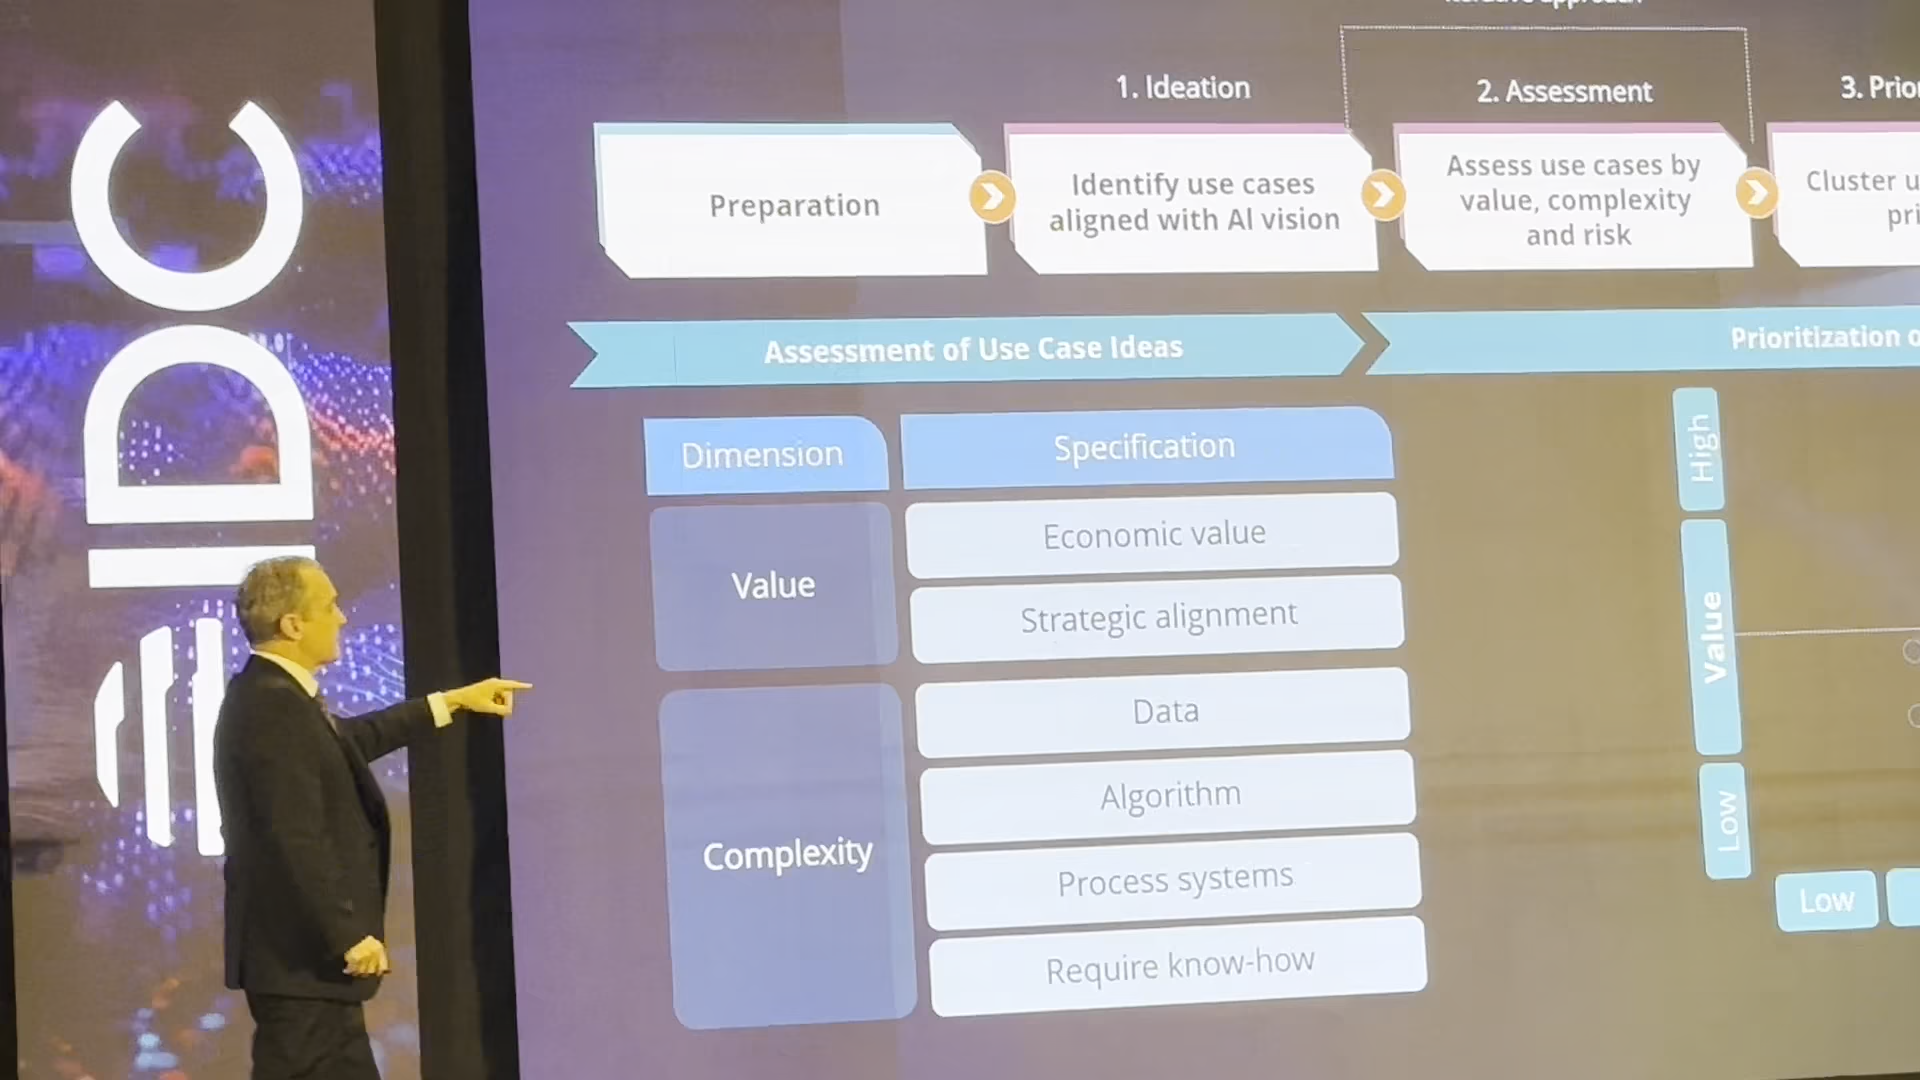 IDC
1. Ideation
2. Assessment
Preparation
Identify use cases
aligned with AI vision
Assess use cases by
value, complexity
and risk
Cluster
Assessment of Use Case Ideas
Prioritization
Dimension
Specification
Value
Economic value
Strategic alignment
Complexity
Data
Algorithm
Process systems
Require know-how
High
Value
Low
Low